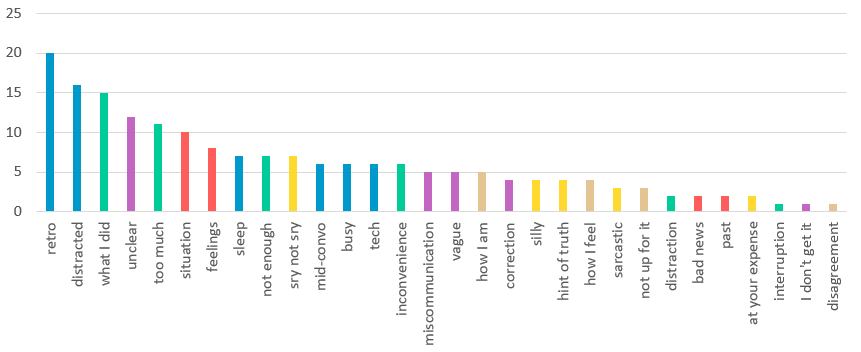 25
20
15
10
5
0
retro
distracted
what I did
unclear
too much
situation
feelings
sleep
not enough
sry not sry
mid-convo
busy
tech
inconvenience
miscommunication
vague
how I am
correction
silly
hint of truth
how I feel
sarcastic
not up for it
distraction
bad news
past
at your expense
interruption
I don't get it
disagreement